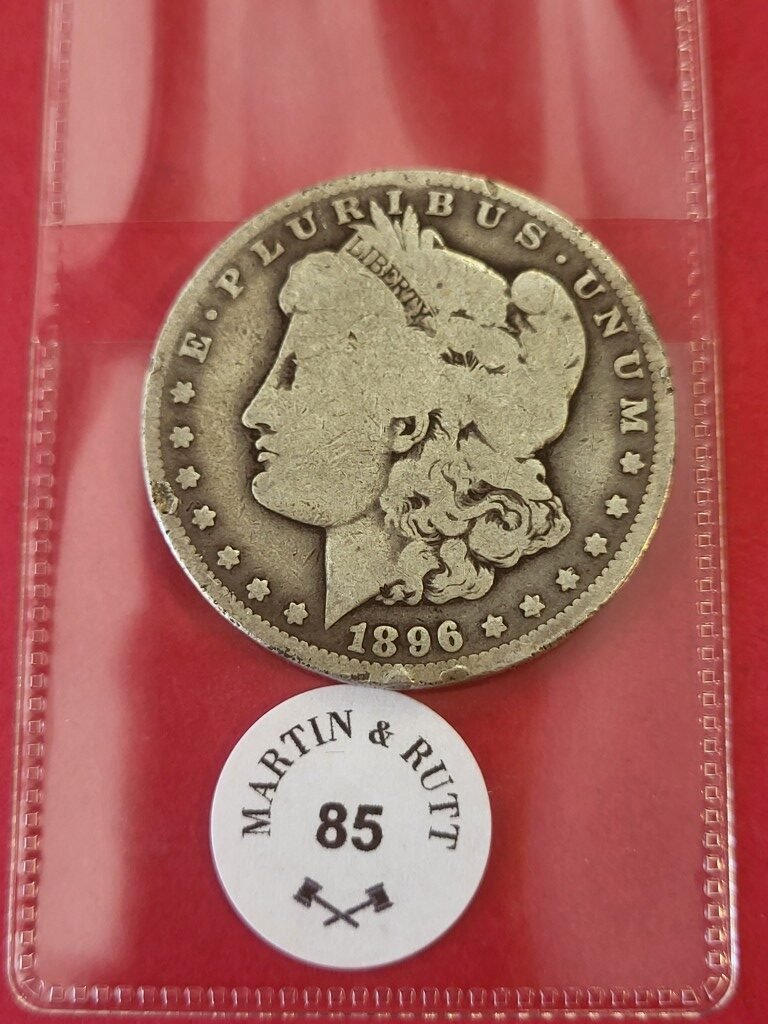 E · PLURIBUS · UNUM
LIBERTY
1896
MARTIN & RUTT
85